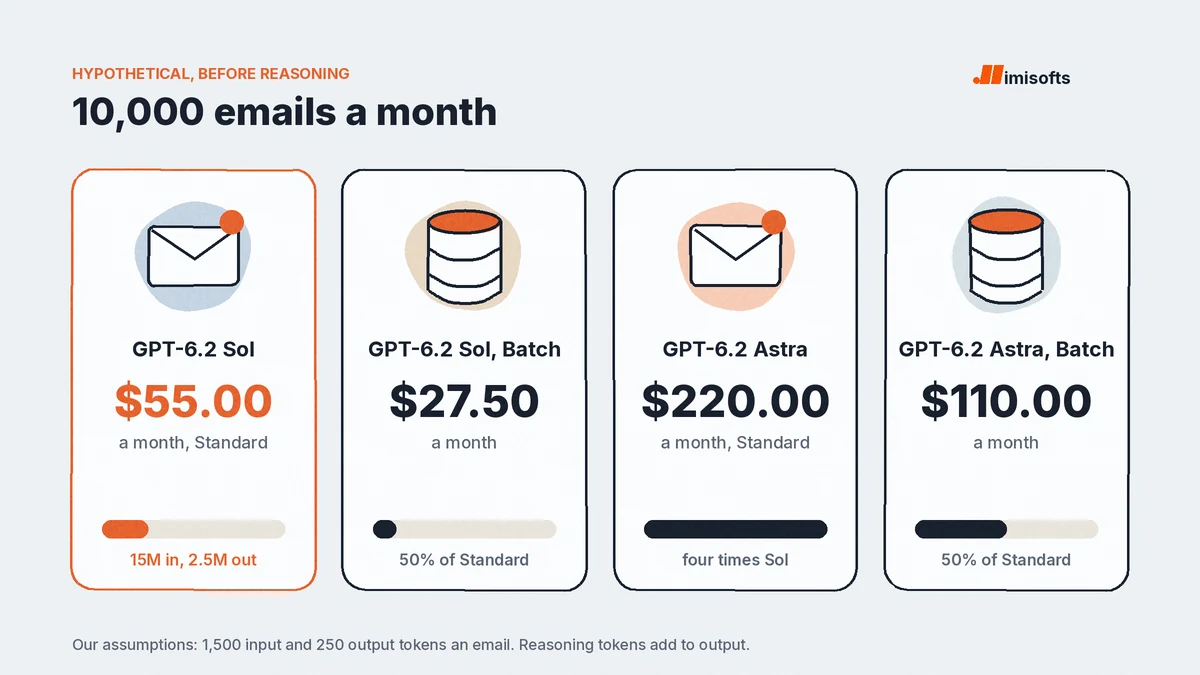 HYPOTHETICAL, BEFORE REASONING
10,000 emails a month
imisofts
GPT-6.2 Sol
$55.00
a month, Standard
15M in, 2.5M out
GPT-6.2 Sol, Batch
$27.50
a month
50% of Standard
GPT-6.2 Astra
$220.00
a month, Standard
four times Sol
GPT-6.2 Astra, Batch
$110.00
a month
50% of Standard
Our assumptions: 1,500 input and 250 output tokens an email. Reasoning tokens add to output.